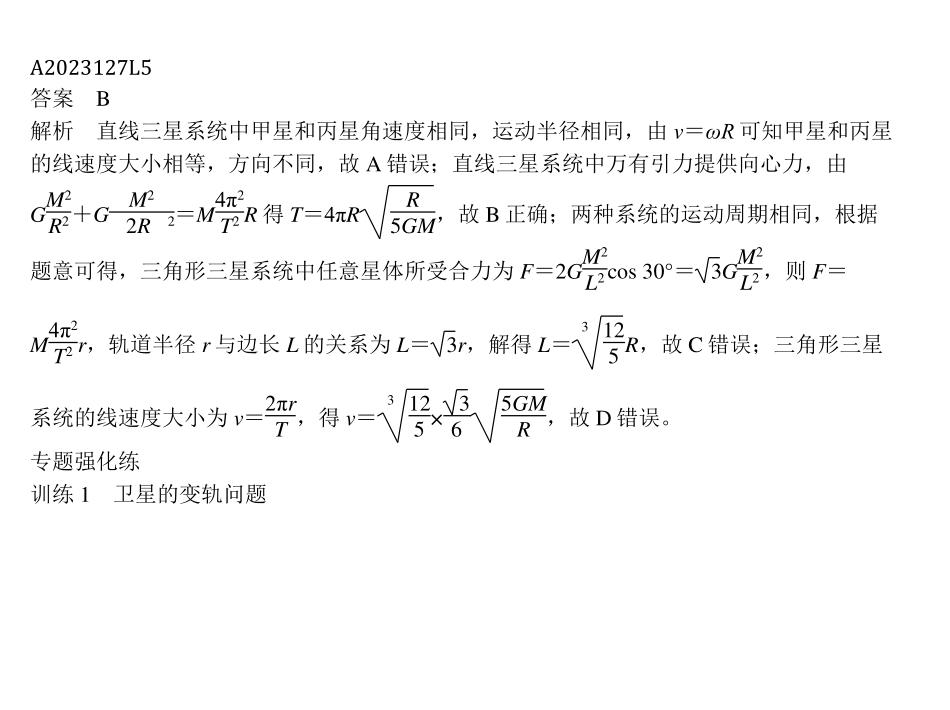 A2023127L5
答案 B
解析 直线三星系统中甲星和丙星角速度相同，运动半径相同，由 v＝ωR 可知甲星和丙星
的线速度大小相等，方向不同，故 A 错误；直线三星系统中万有引力提供向心力，由
G\frac{M^2}{R^2}＋G\frac{M^2}{2R^2}＝M\frac{4π^2}{T^2}R 得 T＝4πR\sqrt{\frac{R}{5GM}}，故 B 正确；两种系统的运动周期相同，根据
题意可得，三角形三星系统中任意星体所受合力为 F＝2G\frac{M^2}{L^2}cos 30°＝\sqrt{3}G\frac{M^2}{L^2}，则 F＝
M\frac{4π^2}{T^2}r，轨道半径 r 与边长 L 的关系为 L＝\sqrt{3}r，解得 L＝\sqrt[3]{\frac{12}{5}}R，故 C 错误；三角形三星
系统的线速度大小为 v＝\frac{2πr}{T}，得 v＝\sqrt[3]{\frac{12}{5}}×\frac{\sqrt{3}}{6}\sqrt{\frac{5GM}{R}}，故 D 错误。
专题强化练
训练 1 卫星的变轨问题